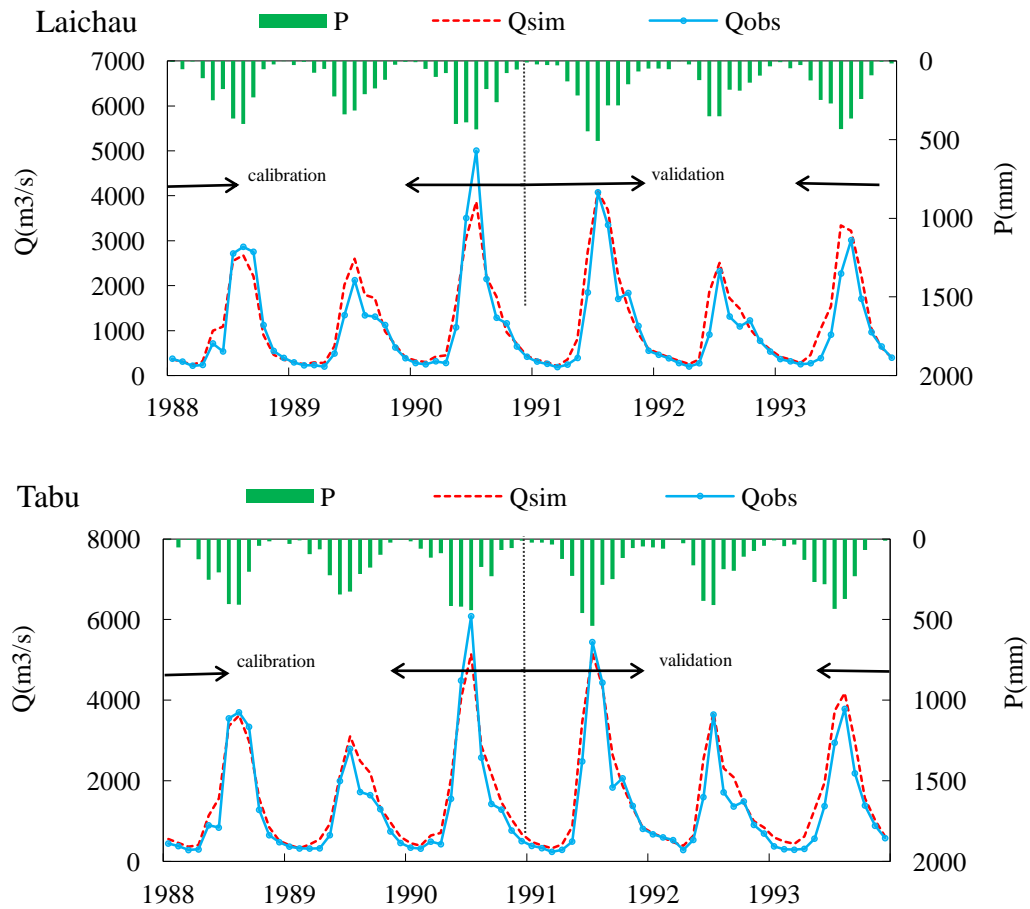 Laichau
P Qsim Qobs
7000 0
6000
5000 500
calibration validation
4000
Q(m3/s) P(mm)
1000
3000
2000 1500
1000
0 2000
1988 1989 1990 1991 1992 1993
Tabu
P Qsim Qobs
8000 0
6000 500
calibration validation
Q(m3/s) P(mm)
4000 1000
2000 1500
0 2000
1988 1989 1990 1991 1992 1993